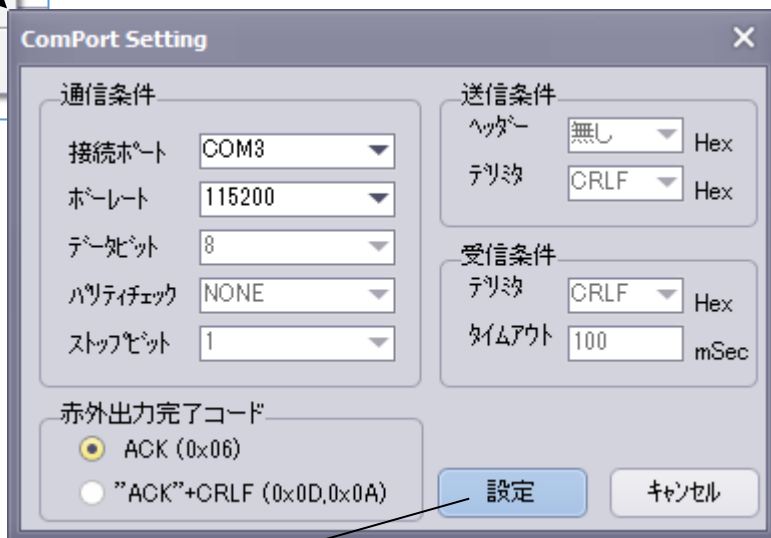 ComPort Setting
通信条件
接続ﾎﾟｰﾄ COM3
ﾎﾞｰﾚｰﾄ 115200
ﾃﾞｰﾀﾋﾞｯﾄ 8
ﾊﾟﾘﾃｨﾁｪｯｸ NONE
ｽﾄｯﾌﾟﾋﾞｯﾄ 1
送信条件
ﾍｯﾀﾞｰ 無し Hex
ﾃﾞﾘﾐﾀ CRLF Hex
受信条件
ﾃﾞﾘﾐﾀ CRLF Hex
ﾀｲﾑｱｳﾄ 100 mSec
赤外出力完了コード
ACK (0x06)
"ACK"+CRLF (0x0D,0x0A)
設定
ｷｬﾝｾﾙ